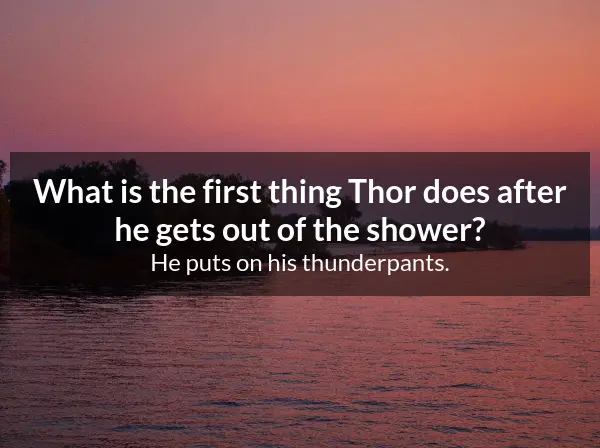 What is the first thing Thor does after
he gets out of the shower?
He puts on his thunderpants.